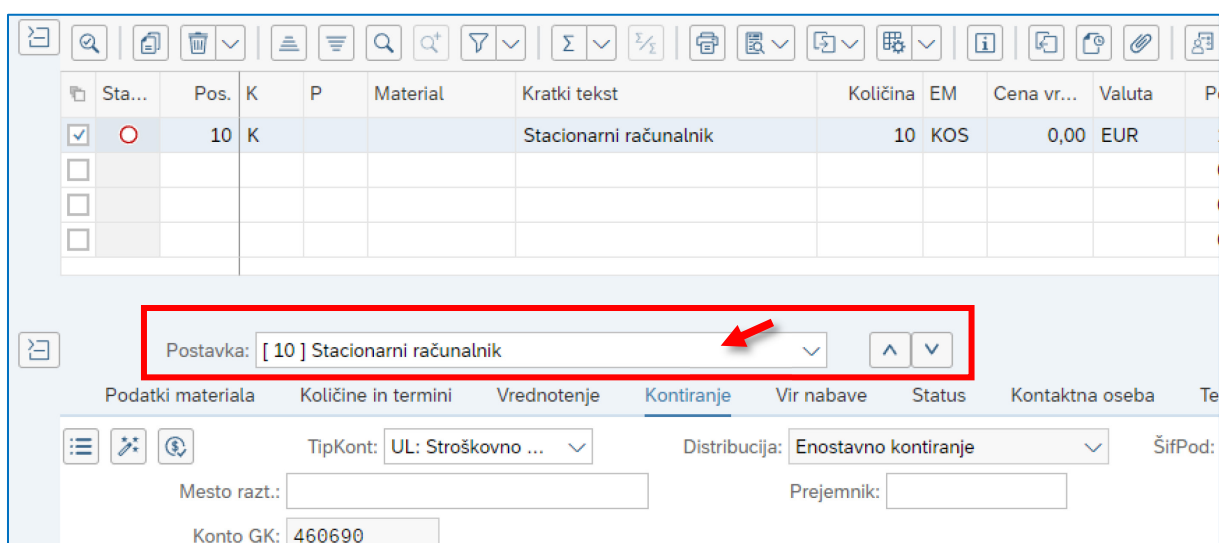 Sta... Pos. K P Material Kratki tekst Količina EM Cena vr... Valuta
10 K Stacionarni računalnik 10 KOS 0,00 EUR
Postavka: [ 10 ] Stacionarni računalnik
Podatki materiala Količine in termini Vrednotenje Kontiranje Vir nabave Status Kontaktna oseba Te
TipKont: UL: Stroškovno ... Distribucija: Enostavno kontiranje ŠifPod:
Mesto razt.: Prejemnik:
Konto GK: 460690